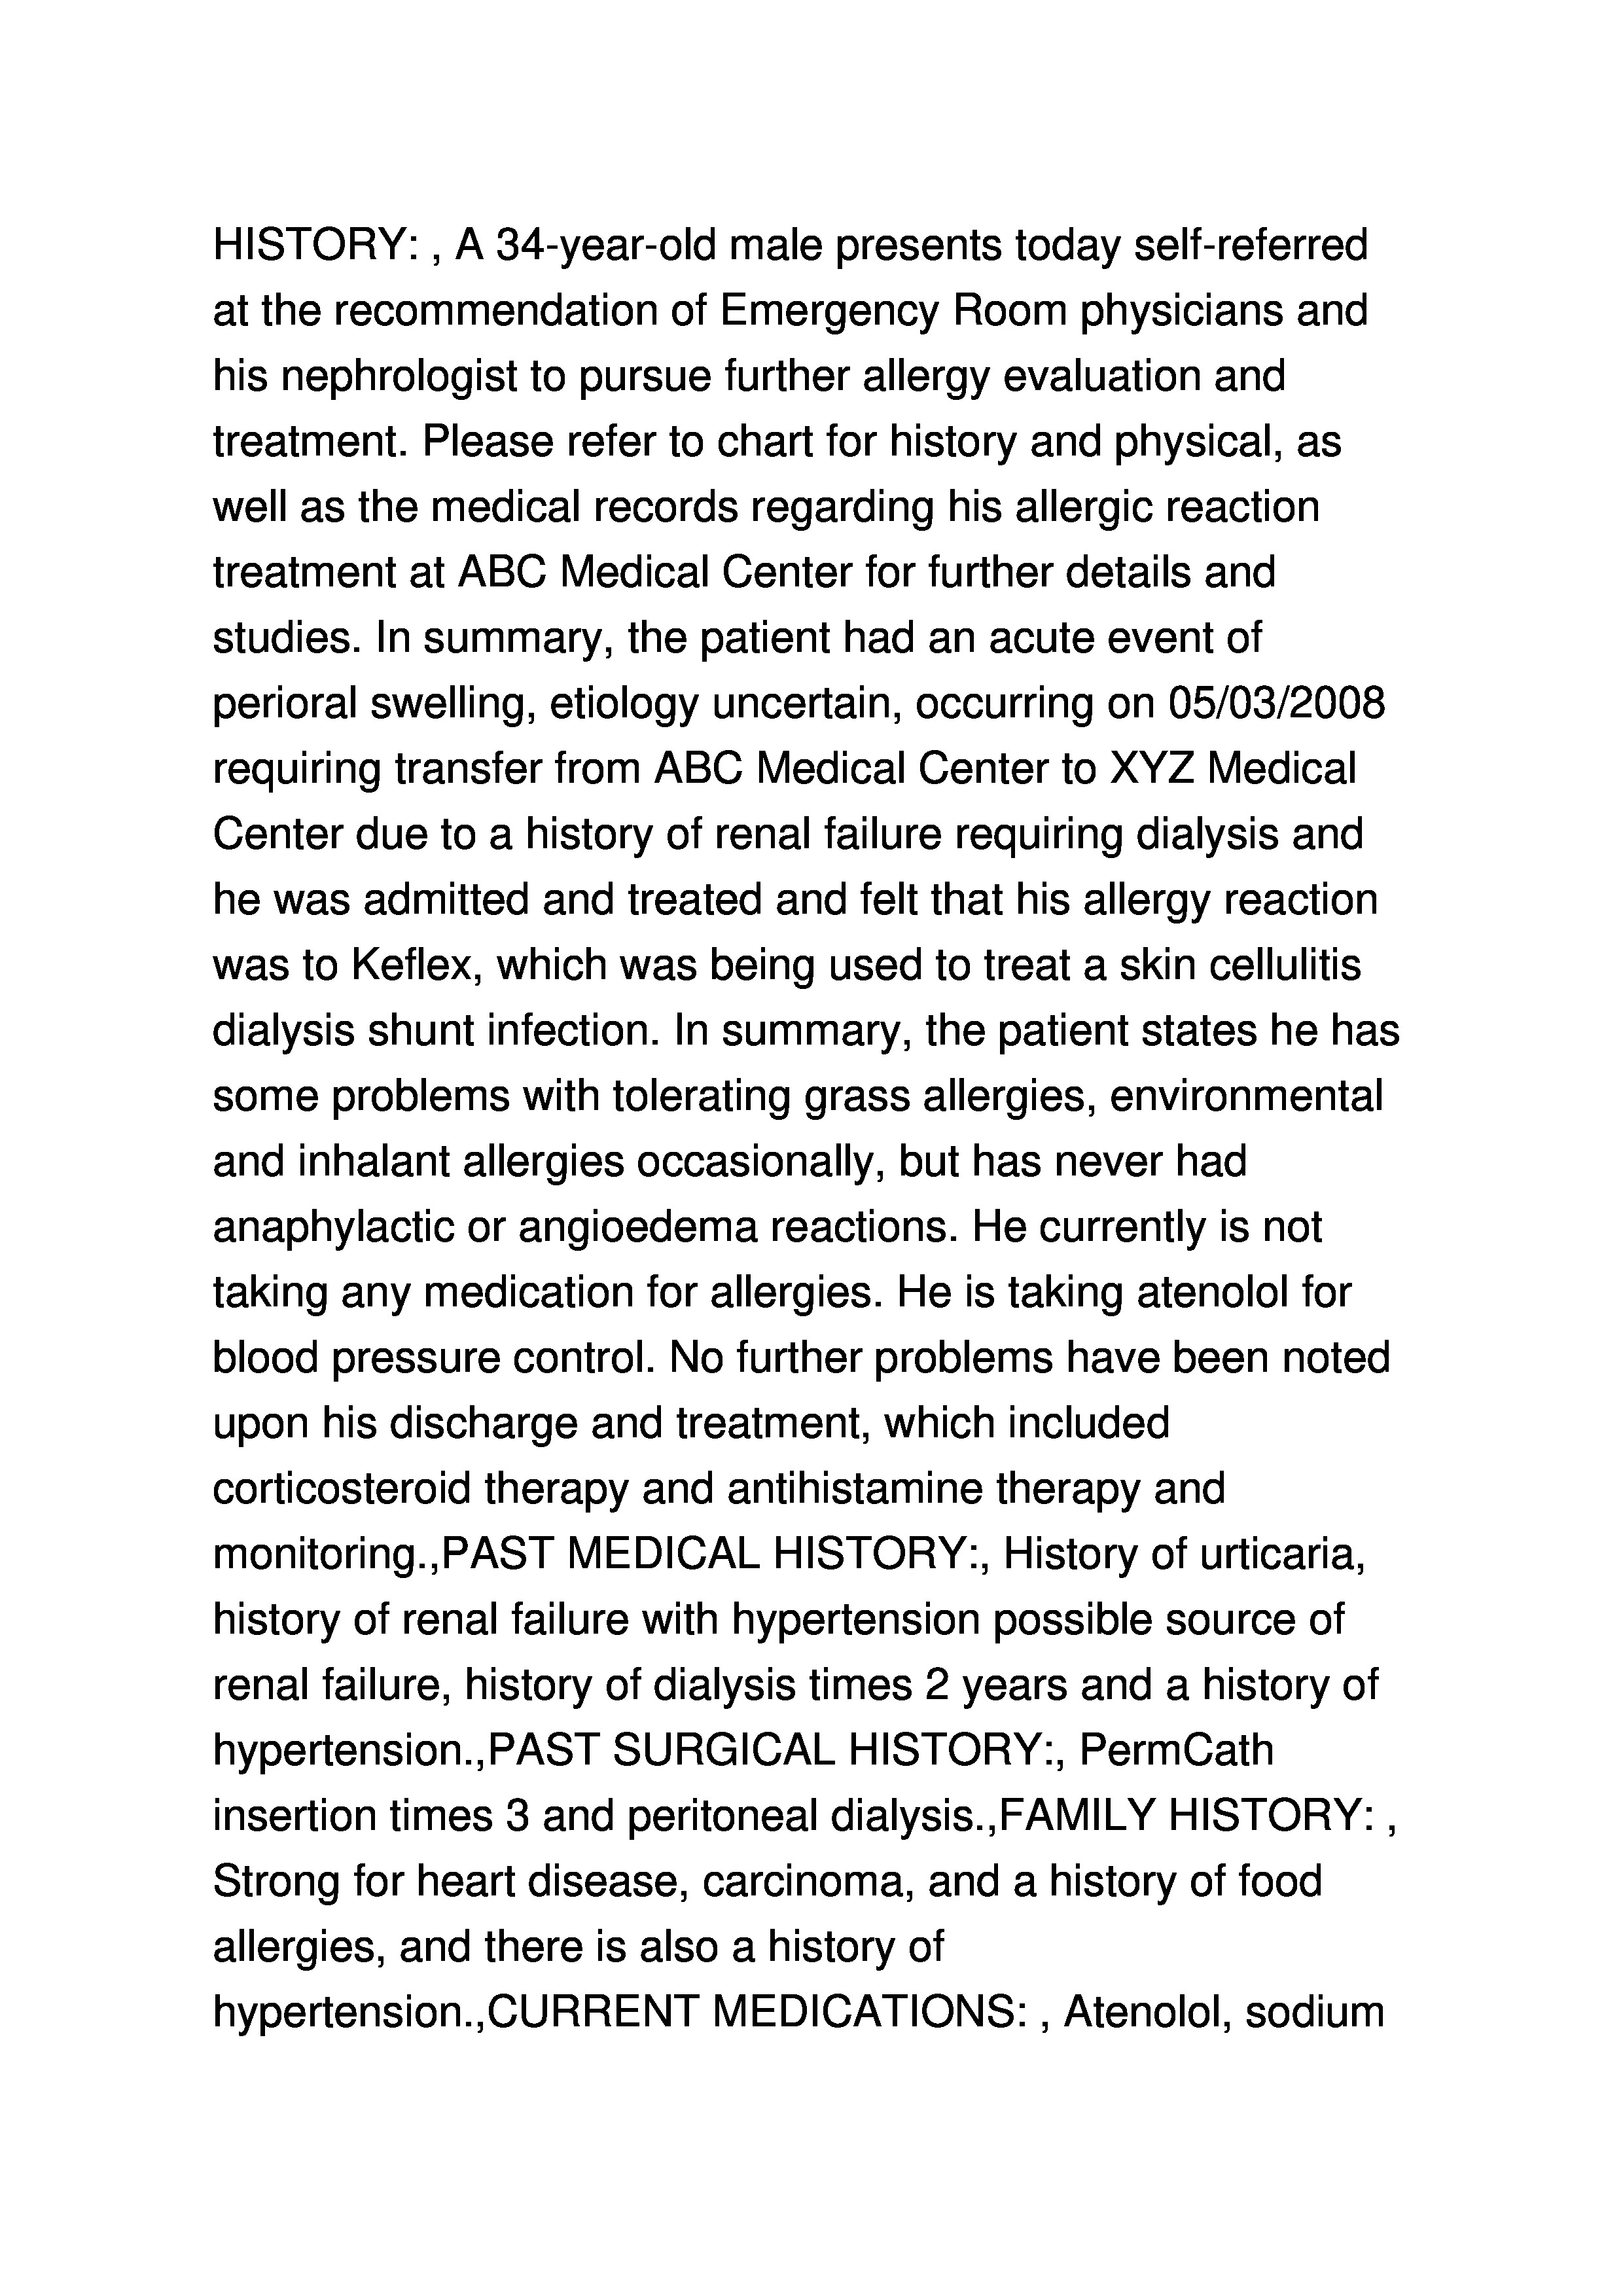 HISTORY: , A 34-year-old male presents today self-referred
at the recommendation of Emergency Room physicians and
his nephrologist to pursue further allergy evaluation and
treatment. Please refer to chart for history and physical, as
well as the medical records regarding his allergic reaction
treatment at ABC Medical Center for further details and
studies. In summary, the patient had an acute event of
perioral swelling, etiology uncertain, occurring on 05/03/2008
requiring transfer from ABC Medical Center to XYZ Medical
Center due to a history of renal failure requiring dialysis and
he was admitted and treated and felt that his allergy reaction
was to Keflex, which was being used to treat a skin cellulitis
dialysis shunt infection. In summary, the patient states he has
some problems with tolerating grass allergies, environmental
and inhalant allergies occasionally, but has never had
anaphylactic or angioedema reactions. He currently is not
taking any medication for allergies. He is taking atenolol for
blood pressure control. No further problems have been noted
upon his discharge and treatment, which included
corticosteroid therapy and antihistamine therapy and
monitoring.,PAST MEDICAL HISTORY:, History of urticaria,
history of renal failure with hypertension possible source of
renal failure, history of dialysis times 2 years and a history of
hypertension.,PAST SURGICAL HISTORY:, PermCath
insertion times 3 and peritoneal dialysis.,FAMILY HISTORY: ,
Strong for heart disease, carcinoma, and a history of food
allergies, and there is also a history of
hypertension.,CURRENT MEDICATIONS: , Atenolol, sodium